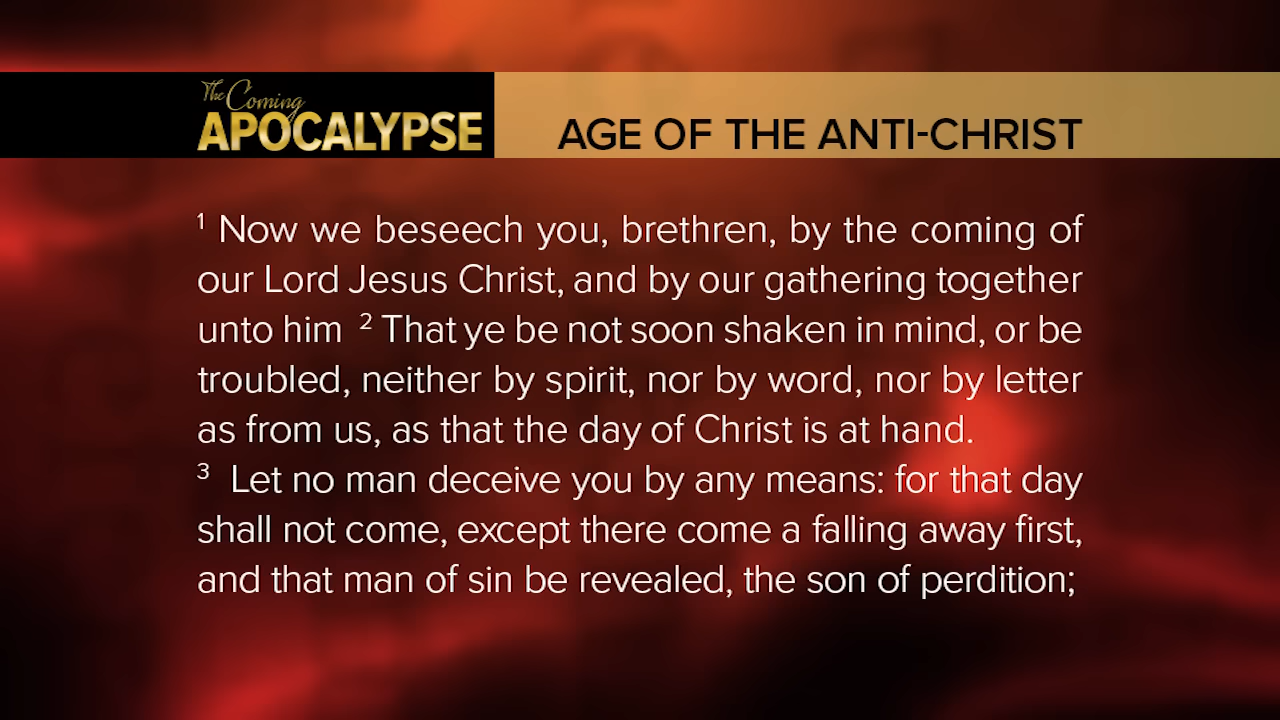 The Coming
APOCALYPSE
AGE OF THE ANTI-CHRIST
¹ Now we beseech you, brethren, by the coming of
our Lord Jesus Christ, and by our gathering together
unto him ² That ye be not soon shaken in mind, or be
troubled, neither by spirit, nor by word, nor by letter
as from us, as that the day of Christ is at hand.
³ Let no man deceive you by any means: for that day
shall not come, except there come a falling away first,
and that man of sin be revealed, the son of perdition;